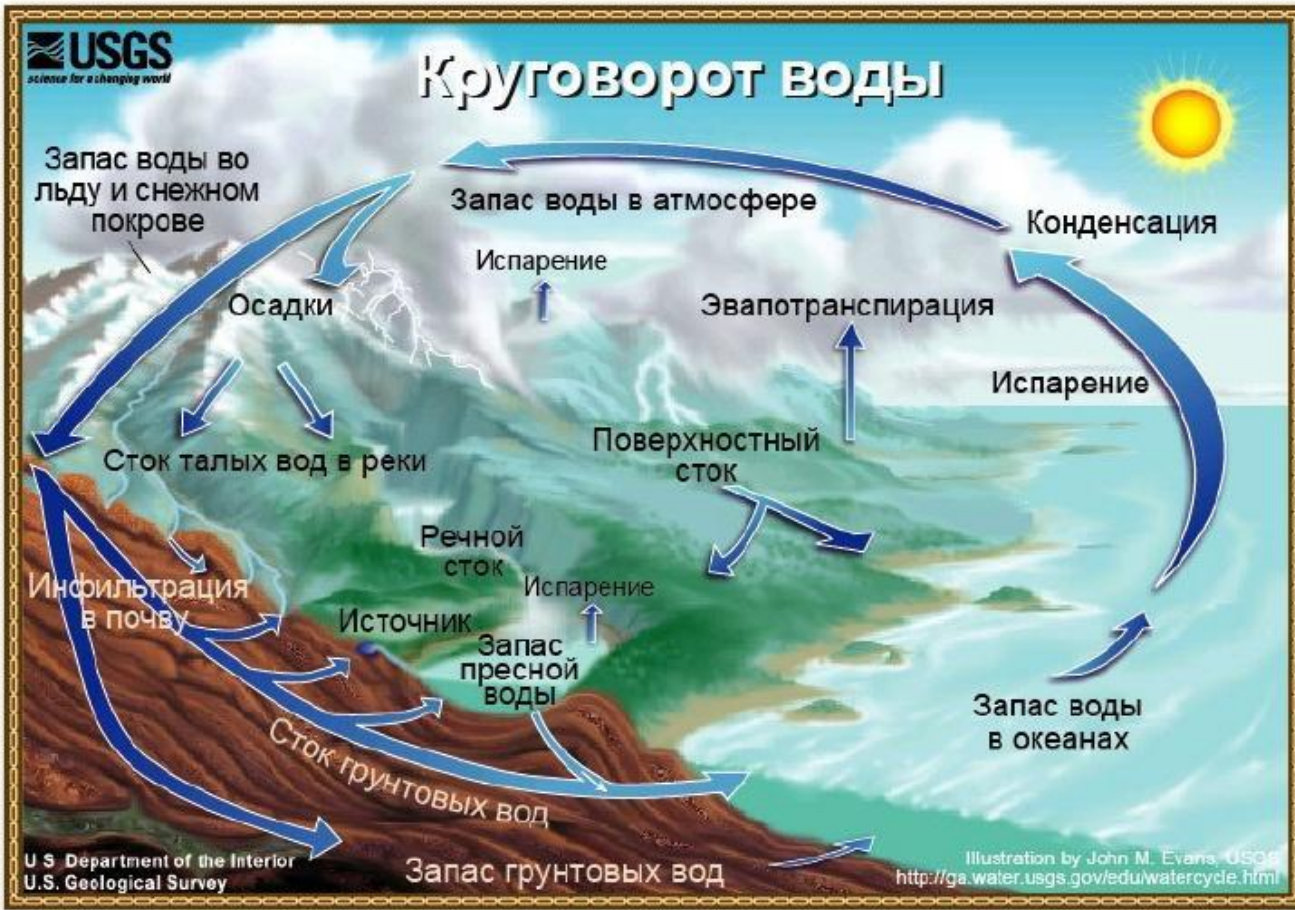 USGS
science for a changing world
Круговорот воды
Запас воды во
льду и снежном
покрове
Запас воды в атмосфере
Конденсация
Испарение
Осадки
Эвапотранспирация
Испарение
Сток талых вод в реки
Поверхностный
сток
Речной
сток
Испарение
Инфильтрация
в почву
Источник
Запас
пресной
воды
Запас воды
в океанах
Сток грунтовых вод
Запас грунтовых вод
U S Department of the Interior
U.S. Geological Survey
Illustration by John M. Evans, USGS
http://ga.water.usgs.gov/edu/watercycle.html